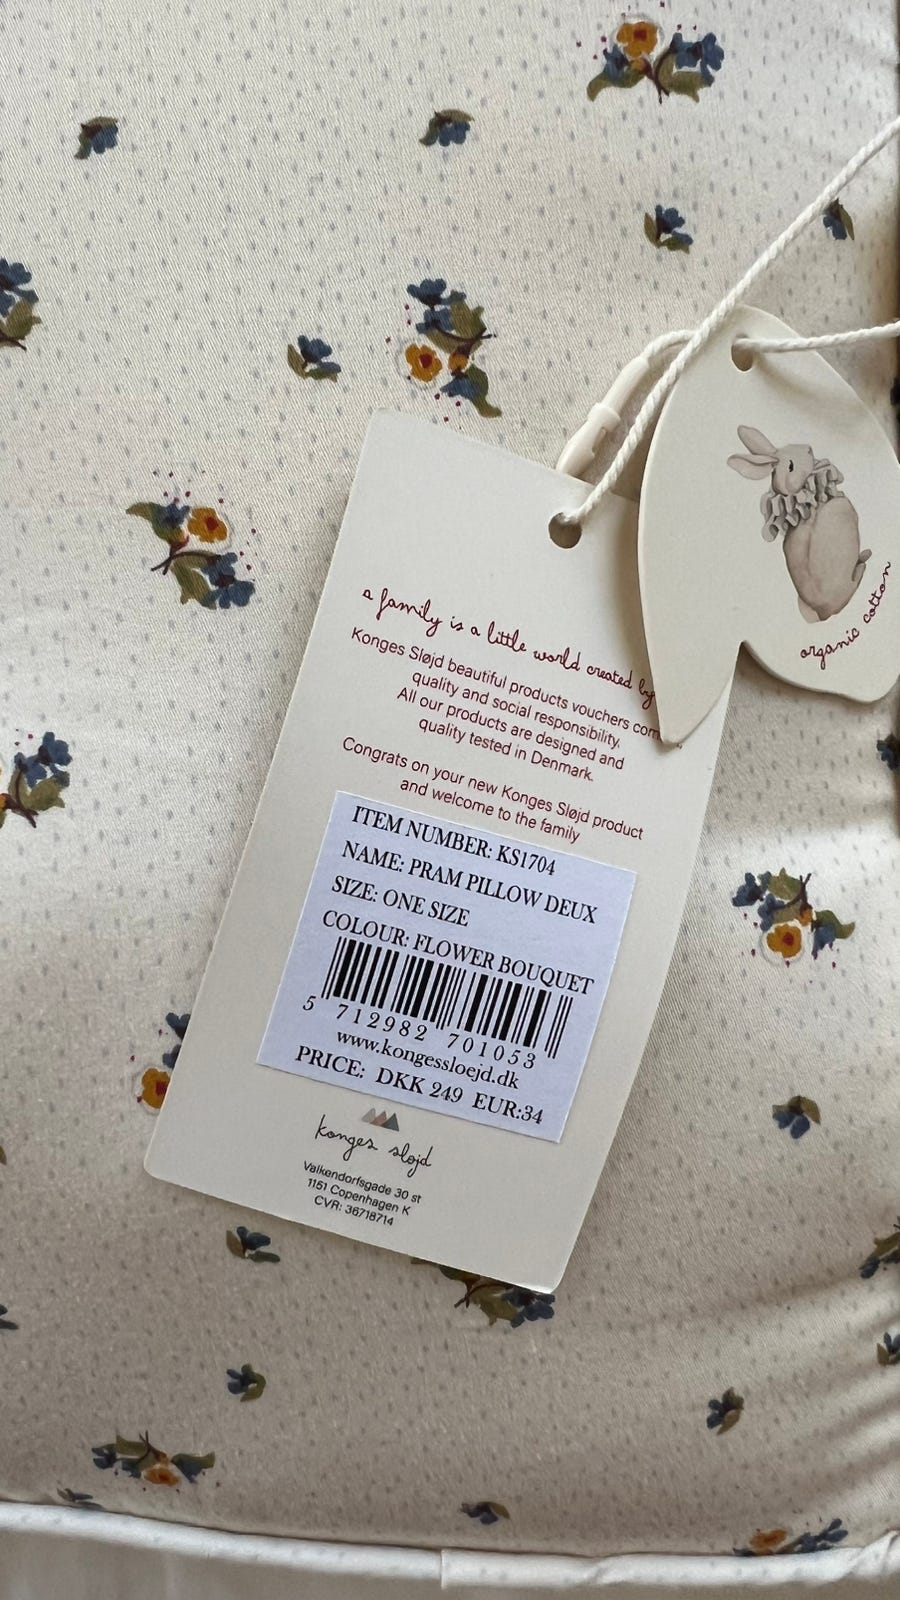 a family is a little world created by
Konges Sløjd beautiful products vouchers
quality and social responsibility.
All our products are designed and
quality tested in Denmark.
Congrats on your new Konges Sløjd product
and welcome to the family
ITEM NUMBER: KS1704
NAME: PRAM PILLOW DEUX
SIZE: ONE SIZE
COLOUR: FLOWER BOUQUET
5 712982 701053
www.kongessloejd.dk
PRICE: DKK 249 EUR:34
konges sløjd
Valkendorfsgade 30 st
1151 Copenhagen K
CVR: 36718714
organic cotton